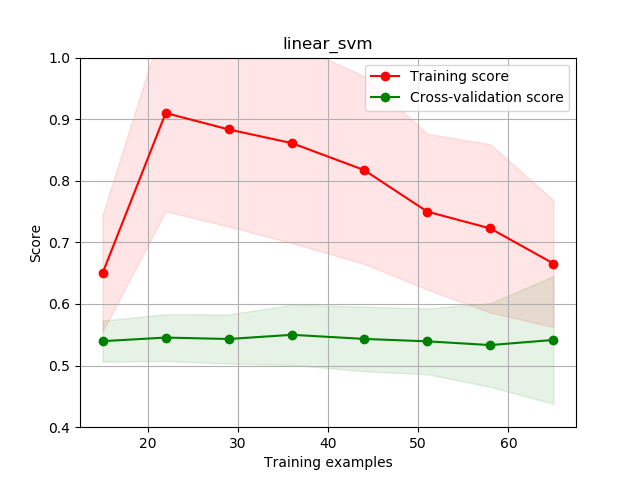 linear_svm
1.0
0.9
0.8
0.7
0.6
0.5
0.4
Score
Training score
Cross-validation score
20 30 40 50 60
Training examples